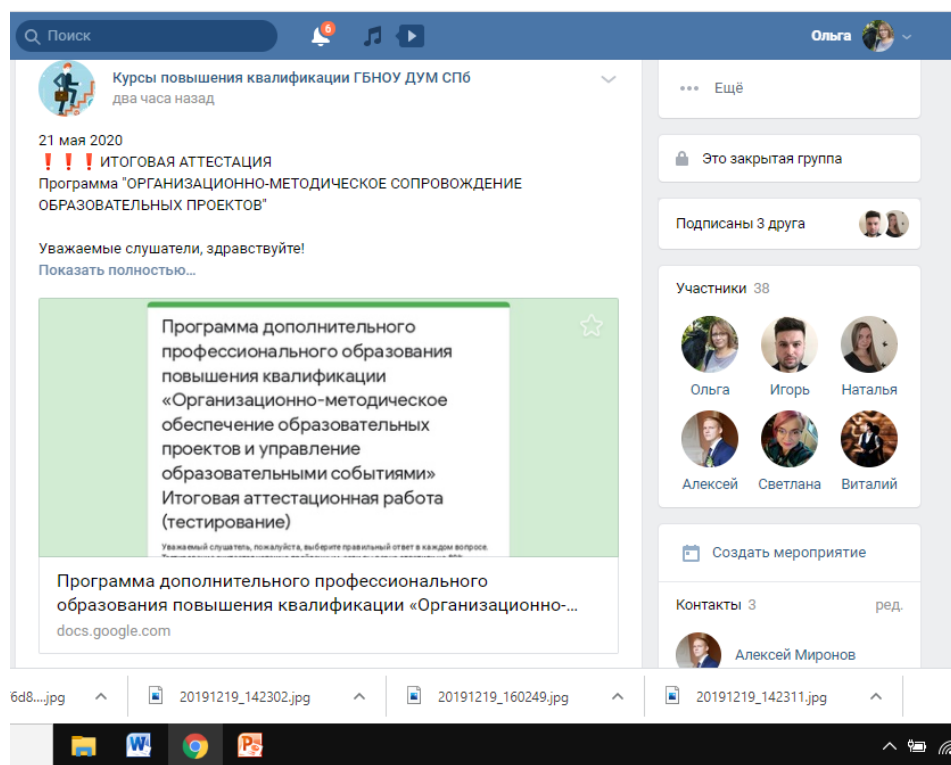 Поиск
6
Ольга
Курсы повышения квалификации ГБНОУ ДУМ СПб
два часа назад
21 мая 2020
❗❗❗ИТОГОВАЯ АТТЕСТАЦИЯ
Программа "ОРГАНИЗАЦИОННО-МЕТОДИЧЕСКОЕ СОПРОВОЖДЕНИЕ
ОБРАЗОВАТЕЛЬНЫХ ПРОЕКТОВ"
Уважаемые слушатели, здравствуйте!
Показать полностью…
Программа дополнительного
профессионального образования
повышения квалификации
«Организационно-методическое
обеспечение образовательных
проектов и управление
образовательными событиями»
Итоговая аттестационная работа
(тестирование)
Уважаемый слушатель, пожалуйста, выберите правильный ответ в каждом вопросе.
Программа дополнительного профессионального
образования повышения квалификации «Организационно-...
docs.google.com
Ещё
Это закрытая группа
Подписаны 3 друга
Участники 38
Ольга Игорь Наталья
Алексей Светлана Виталий
Создать мероприятие
Контакты 3 ред.
Алексей Миронов
6d8....jpg
20191219_142302.jpg
20191219_160249.jpg
20191219_142311.jpg